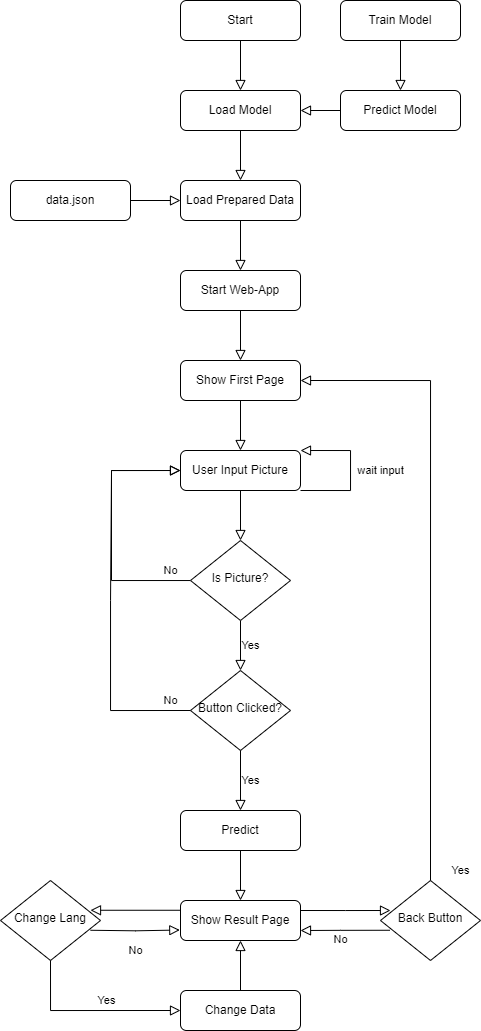 Start
Train Model
Load Model
Predict Model
data.json
Load Prepared Data
Start Web-App
Show First Page
User Input Picture
wait input
Is Picture?
No
Yes
Button Clicked?
No
Yes
Predict
Yes
Change Lang
Show Result Page
Back Button
No
No
Yes
Change Data